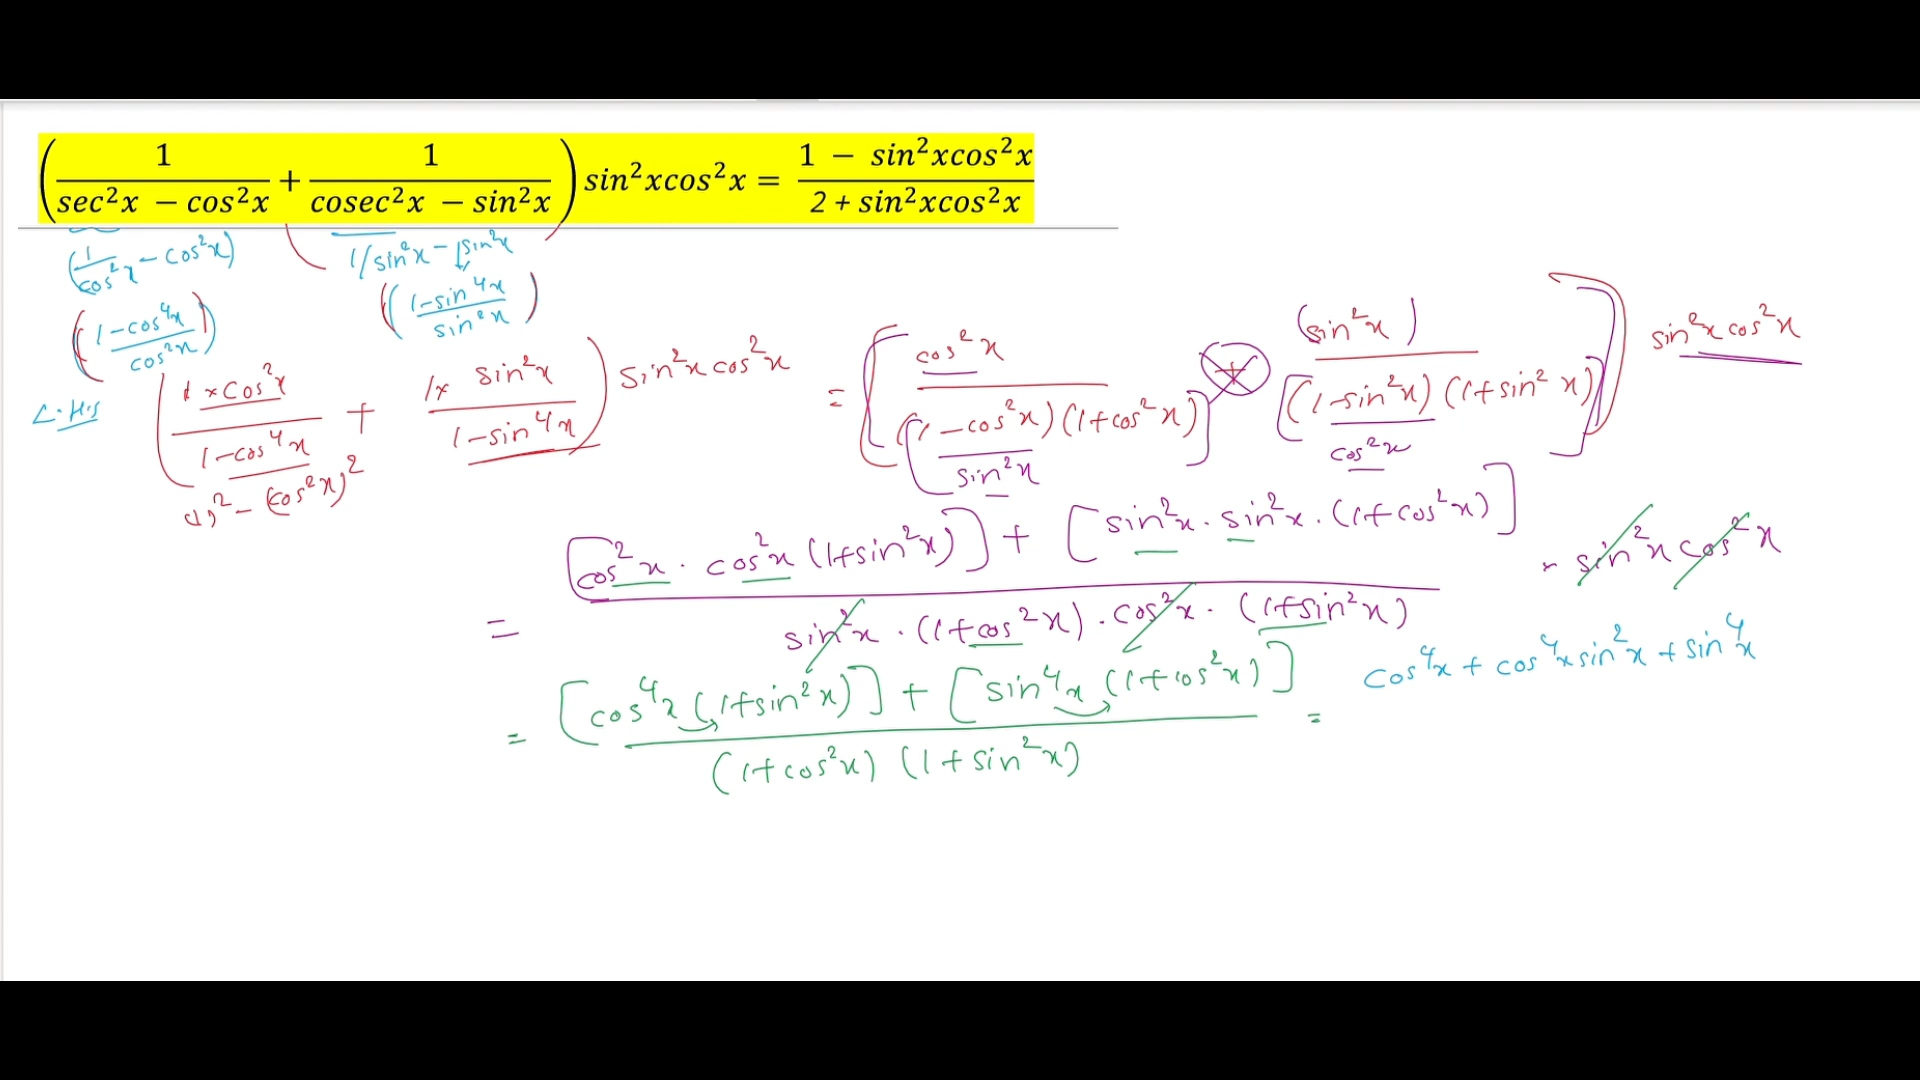 (1/(sec²x − cos²x) + 1/(cosec²x − sin²x)) sin²xcos²x = (1 − sin²xcos²x)/(2 + sin²xcos²x)
(1/cos²x − cos²x) 1/sin²x − sin²x
((1−cos⁴x)/cos²x) ((1−sin⁴x)/sin²x)
L.H.S ((1×cos²x)/(1−cos⁴x) + (1× sin²x)/(1−sin⁴x)) sin²x cos²x = [cos²x/((1−cos²x)(1+cos²x)) + (sin²x)/((1−sin²x)(1+sin²x))] sin²x cos²x
(1)² − (cos²x)² sin²x cos²x
= ([cos²x · cos²x (1+sin²x)] + [sin²x · sin²x · (1+cos²x)])/(sin²x · (1+cos²x) · cos²x · (1+sin²x)) × sin²x cos²x
= ([cos⁴x (1+sin²x)] + [sin⁴x (1+cos²x)])/((1+cos²x) (1+sin²x)) = cos⁴x + cos⁴x sin²x + sin⁴x